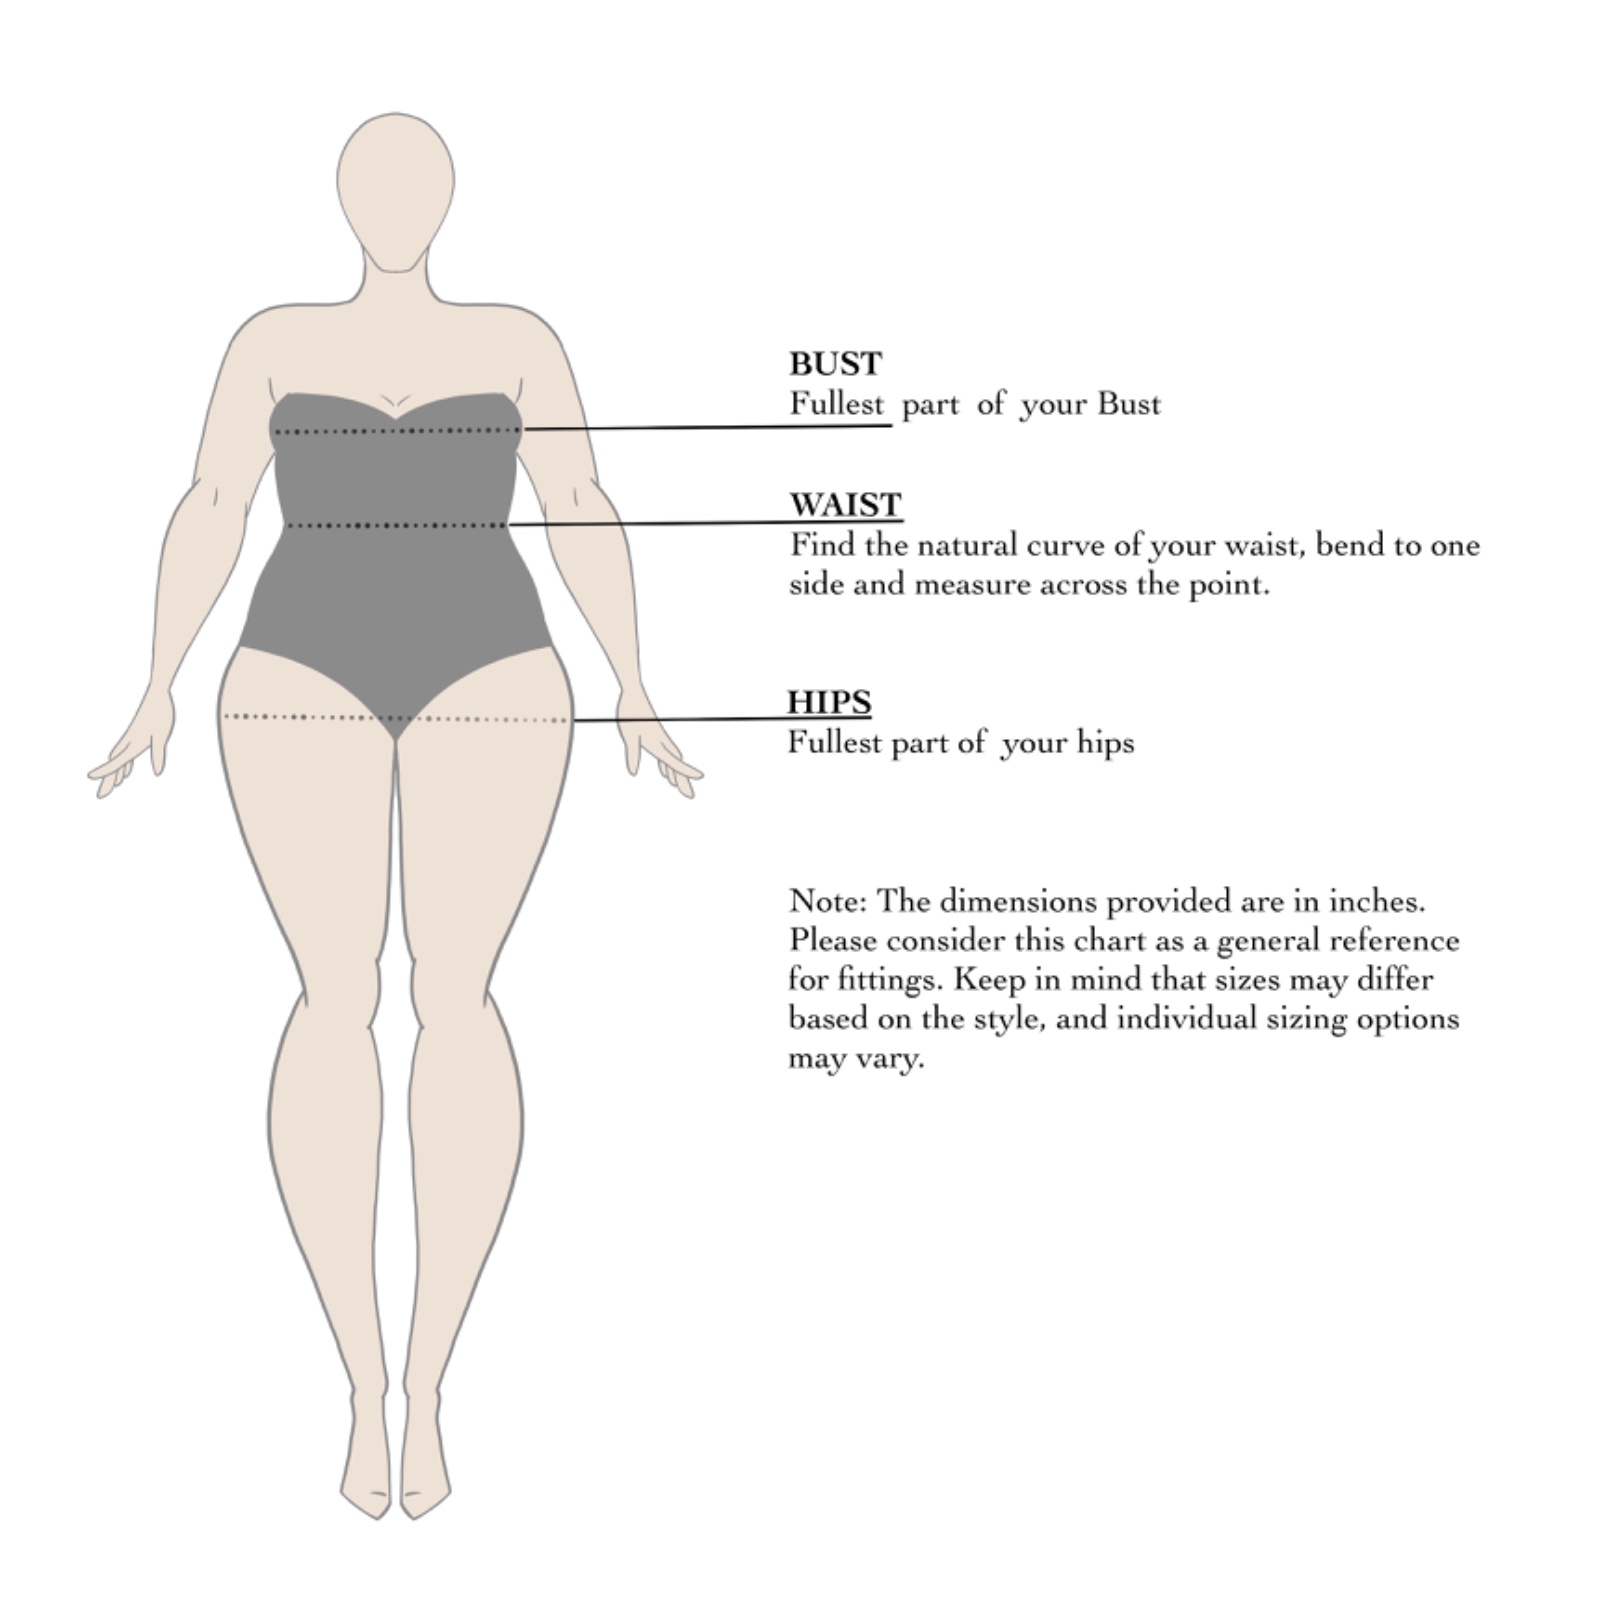 BUST
Fullest part of your Bust
WAIST
Find the natural curve of your waist, bend to one
side and measure across the point.
HIPS
Fullest part of your hips
Note: The dimensions provided are in inches.
Please consider this chart as a general reference
for fittings. Keep in mind that sizes may differ
based on the style, and individual sizing options
may vary.